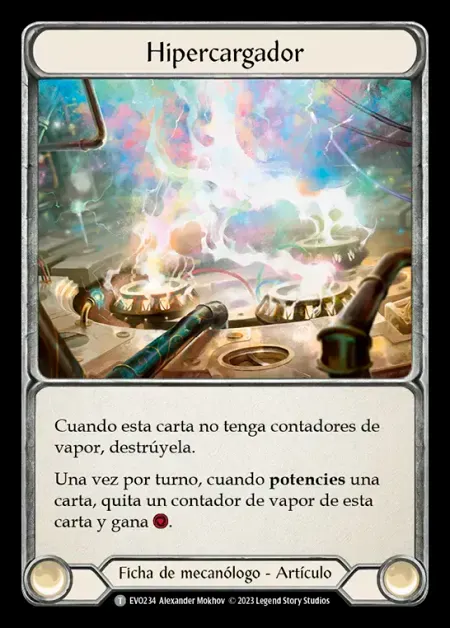 Hipercargador
Cuando esta carta no tenga contadores de
vapor, destrúyela.
Una vez por turno, cuando potencies una
carta, quita un contador de vapor de esta
carta y gana .
Ficha de mecanólogo - Artículo
T EVO234 Alexander Mokhov © 2023 Legend Story Studios